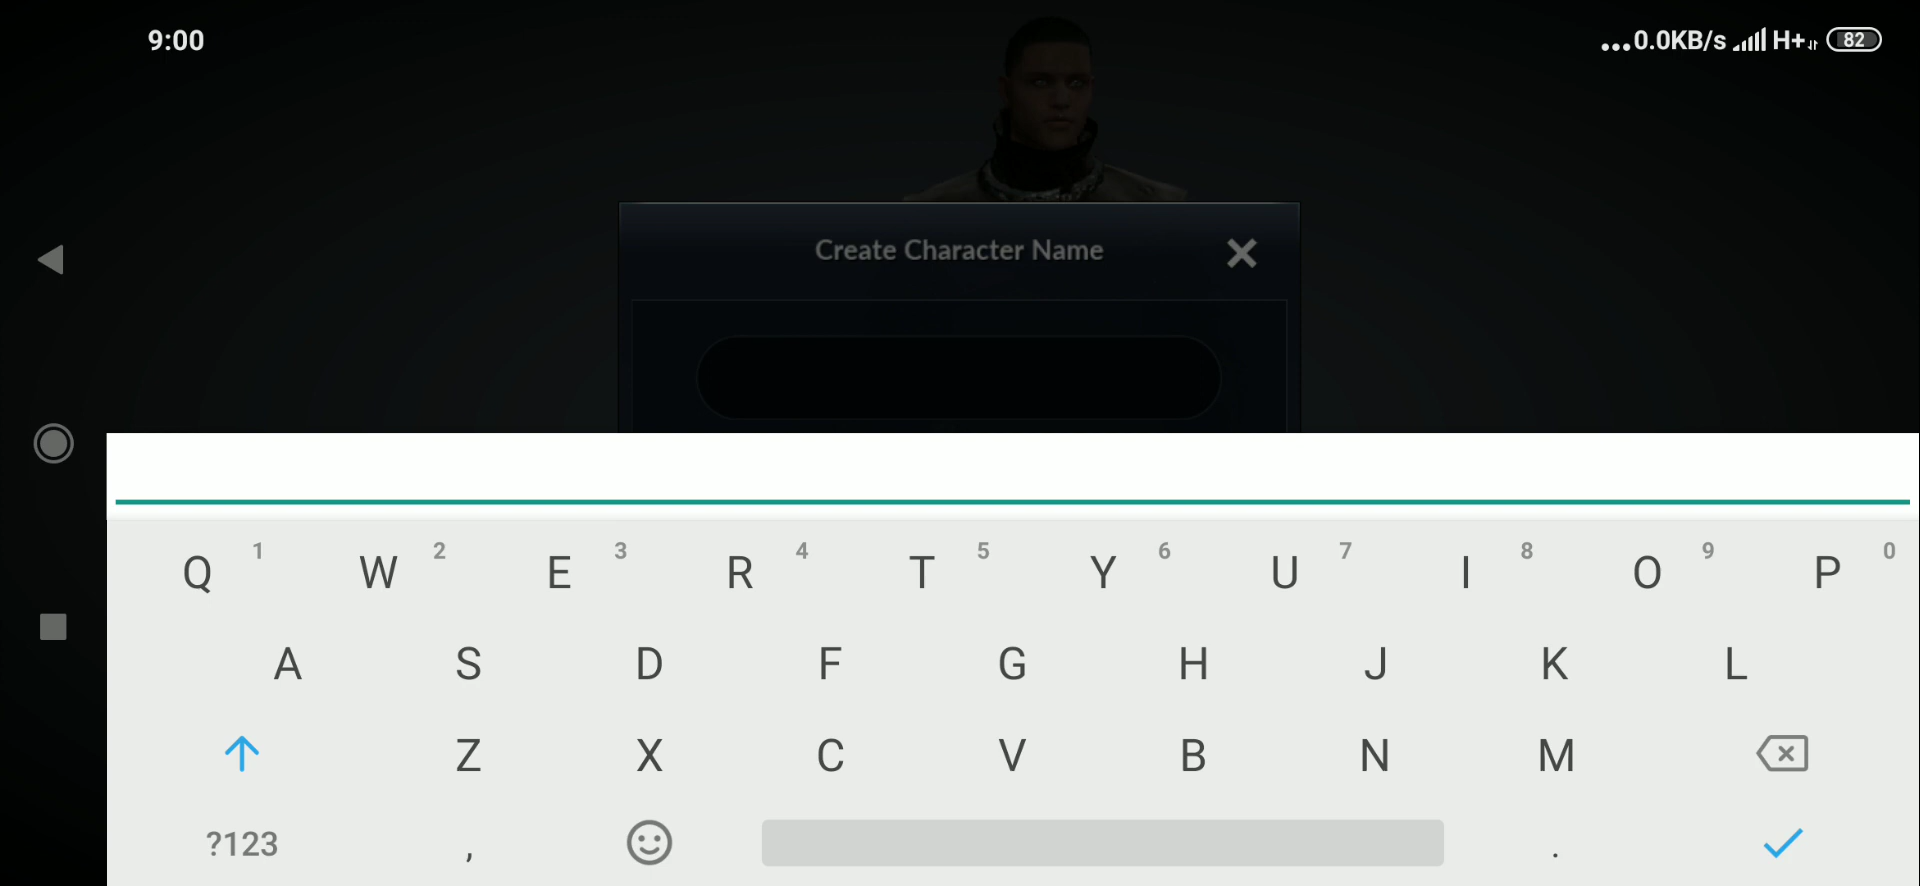 9:00
...0.0KB/s H+ 82
Create Character Name
Q 1 W 2 E 3 R 4 T 5 Y 6 U 7 I 8 O 9 P 0
A S D F G H J K L
Z X C V B N M
?123 , .